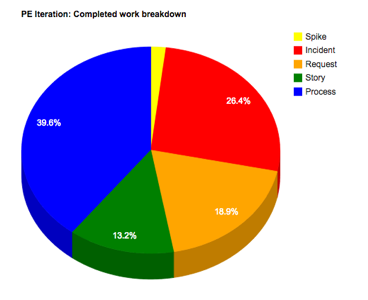 PE Iteration: Completed work breakdown
Spike
Incident
Request
Story
Process
26.4%
39.6%
18.9%
13.2%